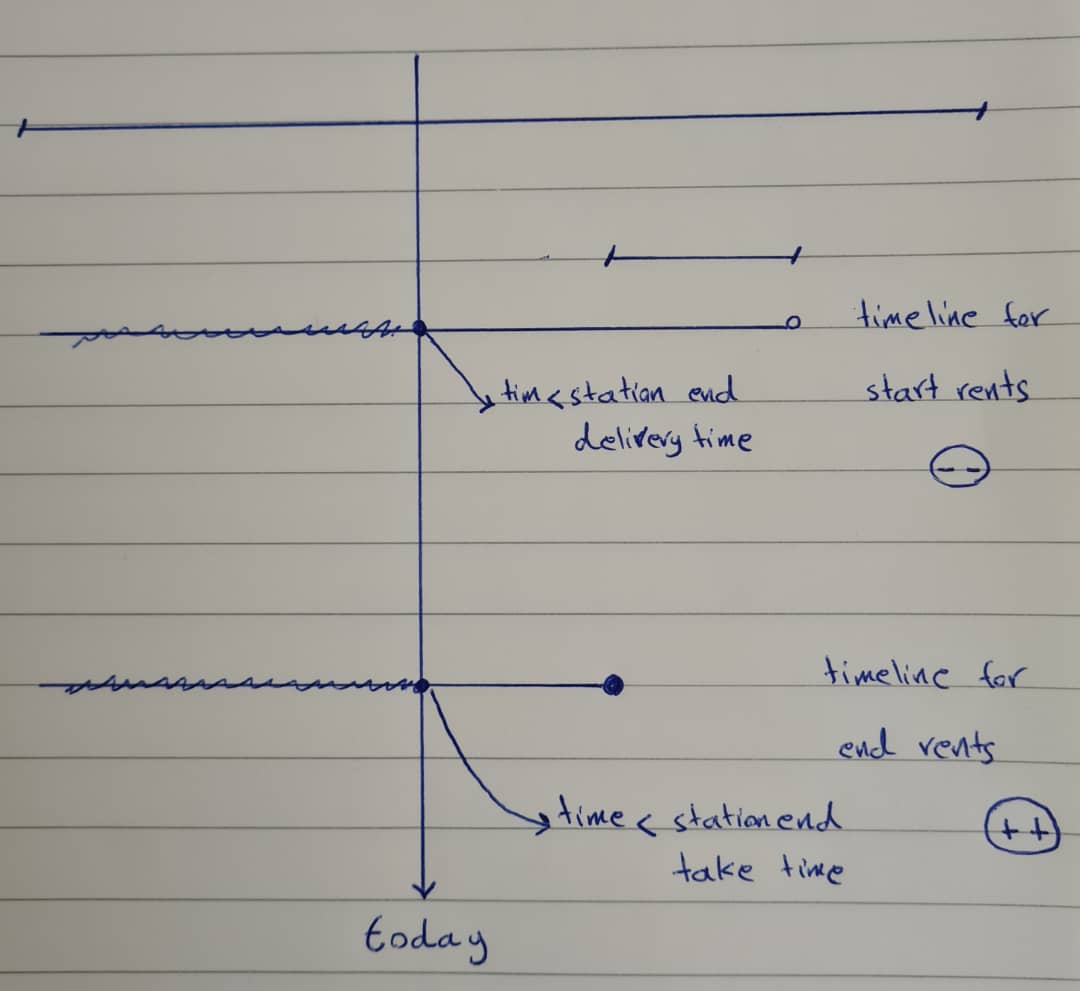 timeline for
start rents
tim<station end
delivery time
--
timeline for
end rents
time< station end
take time
++
today